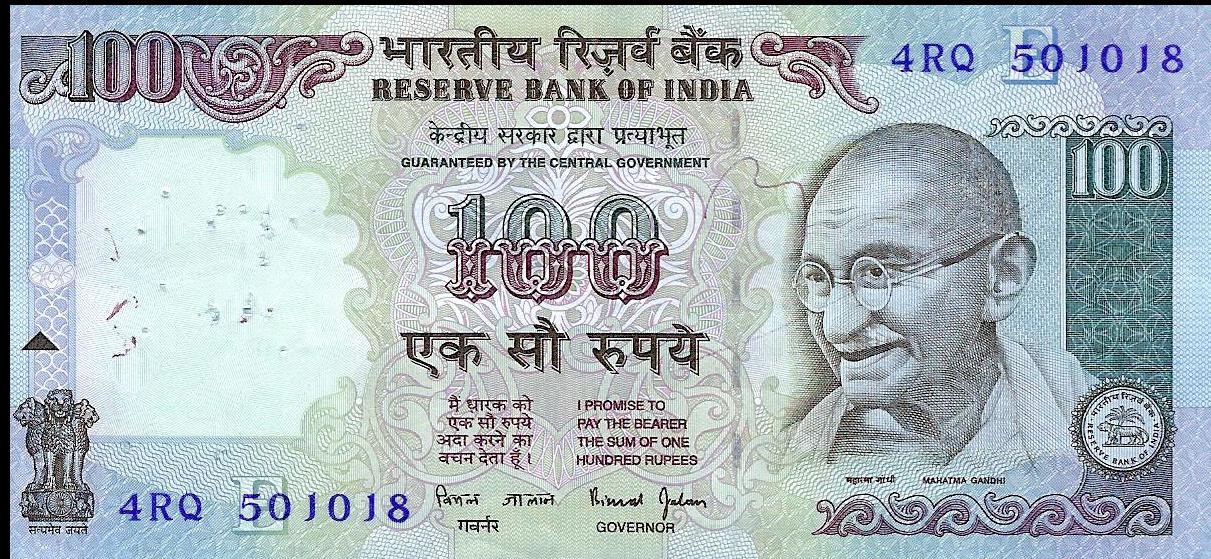 100
भारतीय रिज़र्व बैंक
RESERVE BANK OF INDIA
4RQ 501018
केन्द्रीय सरकार द्वारा प्रत्याभूत
GUARANTEED BY THE CENTRAL GOVERNMENT
100
100
एक सौ रुपये
मैं धारक को
एक सौ रुपये
अदा करने का
वचन देता हूँ।
I PROMISE TO
PAY THE BEARER
THE SUM OF ONE
HUNDRED RUPEES
भारतीय रिज़र्व बैंक
RESERVE BANK OF INDIA
महात्मा गांधी MAHATMA GANDHI
4RQ 501018
E
E
बिमल जालान
Bimal Jalan
गवर्नर
GOVERNOR
सत्यमेव जयते